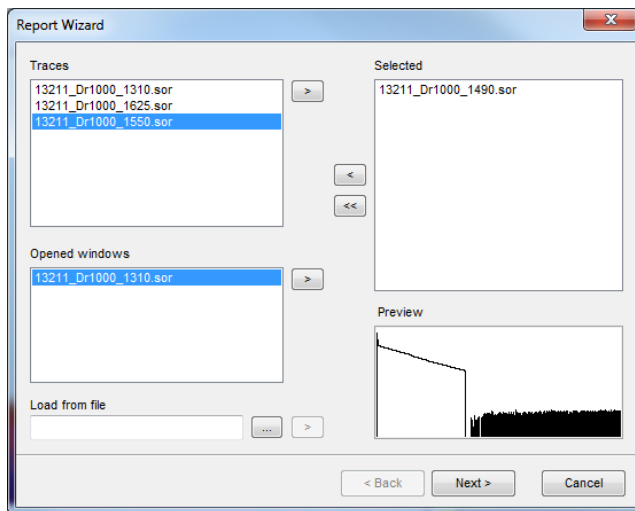 Report Wizard
Traces
13211_Dr1000_1310.sor
13211_Dr1000_1625.sor
13211_Dr1000_1550.sor
>
Selected
13211_Dr1000_1490.sor
<
<<
Opened windows
13211_Dr1000_1310.sor
>
Preview
Load from file
...
>
< Back
Next >
Cancel